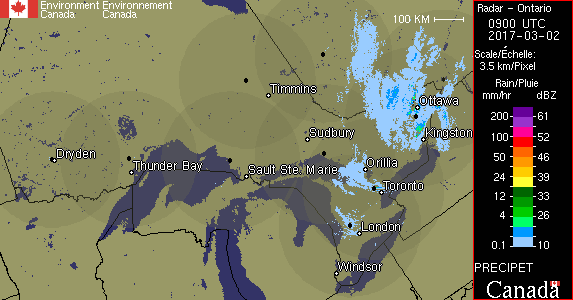 Environment Environnement
Canada Canada
100 KM
Timmins
Ottawa
Sudbury
Kingston
Dryden
Thunder Bay
Sault Ste. Marie
Orillia
Toronto
London
Windsor
Radar - Ontario
0900 UTC
2017-03-02
Scale/Échelle:
3.5 km/Pixel
Rain/Pluie
mm/hr dBZ
200 61
100 52
50 46
24 39
12 33
4 26
0.1 10
PRECIPET
Canada